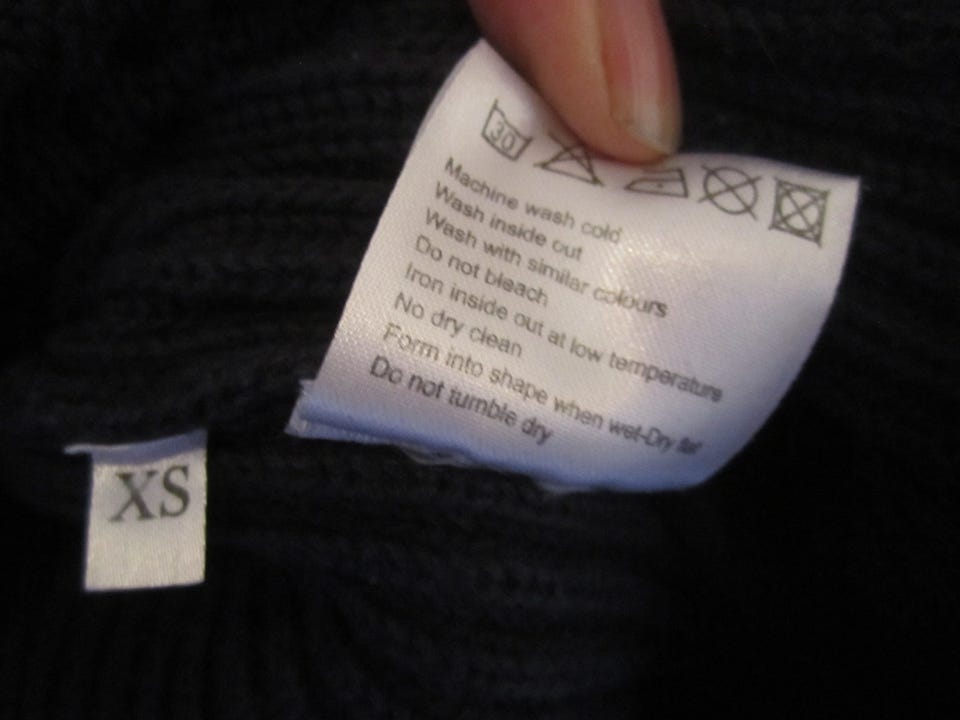 30
Machine wash cold
Wash inside out
Wash with similar colours
Do not bleach
Iron inside out at low temperature
No dry clean
Form into shape when wet-Dry flat
Do not tumble dry
XS